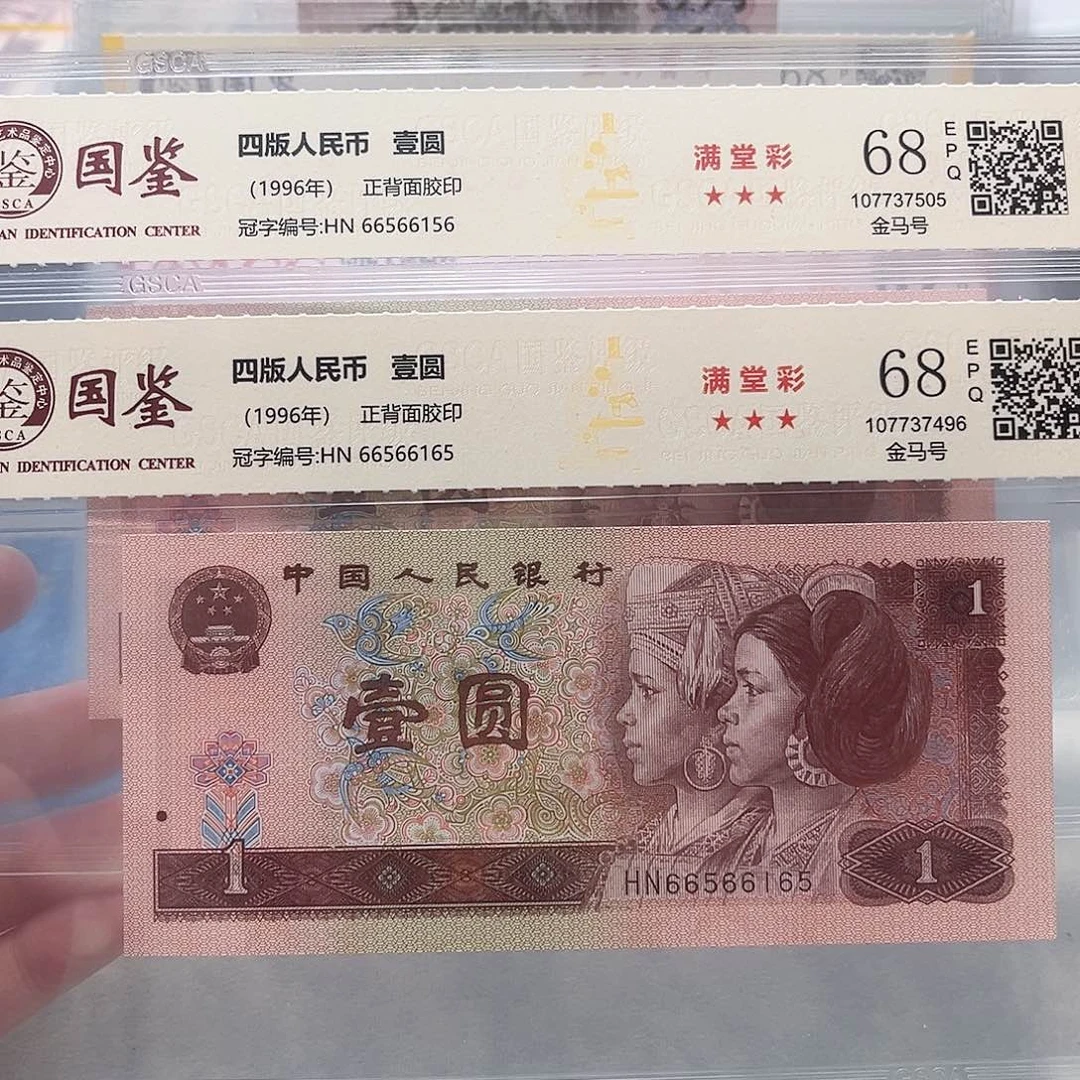 GSCA
68
国鉴
四版人民币 壹圆
(1996年) 正背面胶印
冠字编号:HN 66566156
满堂彩
★★★
68
EPQ
107737505
金马号
AN IDENTIFICATION CENTER
GSCA
国鉴
四版人民币 壹圆
(1996年) 正背面胶印
冠字编号:HN 66566165
满堂彩
★★★
68
EPQ
107737496
金马号
AN IDENTIFICATION CENTER
中国人民银行
1
壹圆
1
HN66566165
1